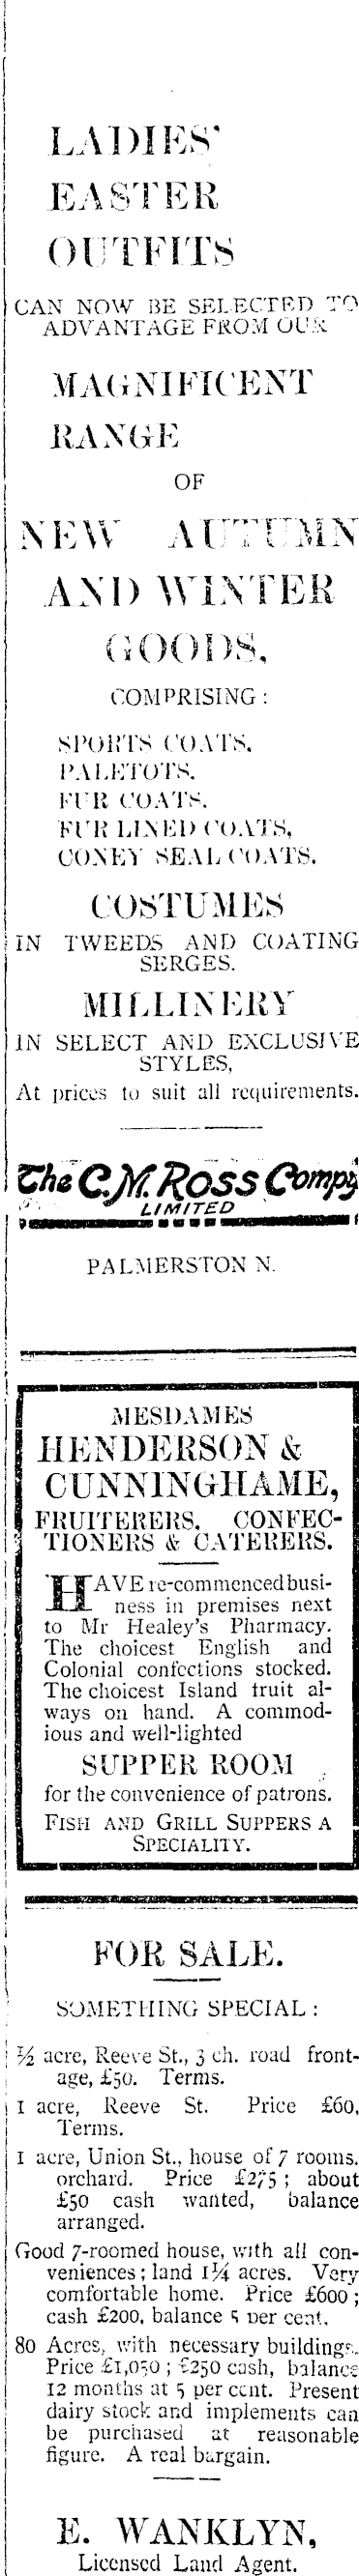 LADIES'
EASTER
OUTFITS
CAN NOW BE SELECTED TO
ADVANTAGE FROM OUR
MAGNIFICENT
RANGE
OF
NEW AUTUMN
AND WINTER
GOODS,
COMPRISING :
SPORTS COATS,
PALETOTS,
FUR COATS,
FUR LINED COATS,
CONEY SEAL COATS.
COSTUMES
IN TWEEDS AND COATING
SERGES.
MILLINERY
IN SELECT AND EXCLUSIVE
STYLES,
At prices to suit all requirements.
The C.M. Ross Compy
LIMITED
PALMERSTON N.
MESDAMES
HENDERSON &
CUNNINGHAME,
FRUITERERS, CONFEC-
TIONERS & CATERERS.
HAVE re-commenced busi-
ness in premises next
to Mr Healey's Pharmacy.
The choicest English and
Colonial confections stocked.
The choicest Island fruit al-
ways on hand. A commod-
ious and well-lighted
SUPPER ROOM
for the convenience of patrons.
FISH AND GRILL SUPPERS A
SPECIALITY.
FOR SALE.
SOMETHING SPECIAL :
½ acre, Reeve St., 3 ch. road front-
age, £50. Terms.
1 acre, Reeve St. Price £60,
Terms.
1 acre, Union St., house of 7 rooms.
orchard. Price £275 ; about
£50 cash wanted, balance
arranged.
Good 7-roomed house, with all con-
veniences ; land 1¼ acres. Very
comfortable home. Price £600 ;
cash £200, balance 5 per cent.
80 Acres, with necessary buildings.
Price £1,050 ; £250 cash, balance
12 months at 5 per cent. Present
dairy stock and implements can
be purchased at reasonable
figure. A real bargain.
E. WANKLYN,
Licensed Land Agent.